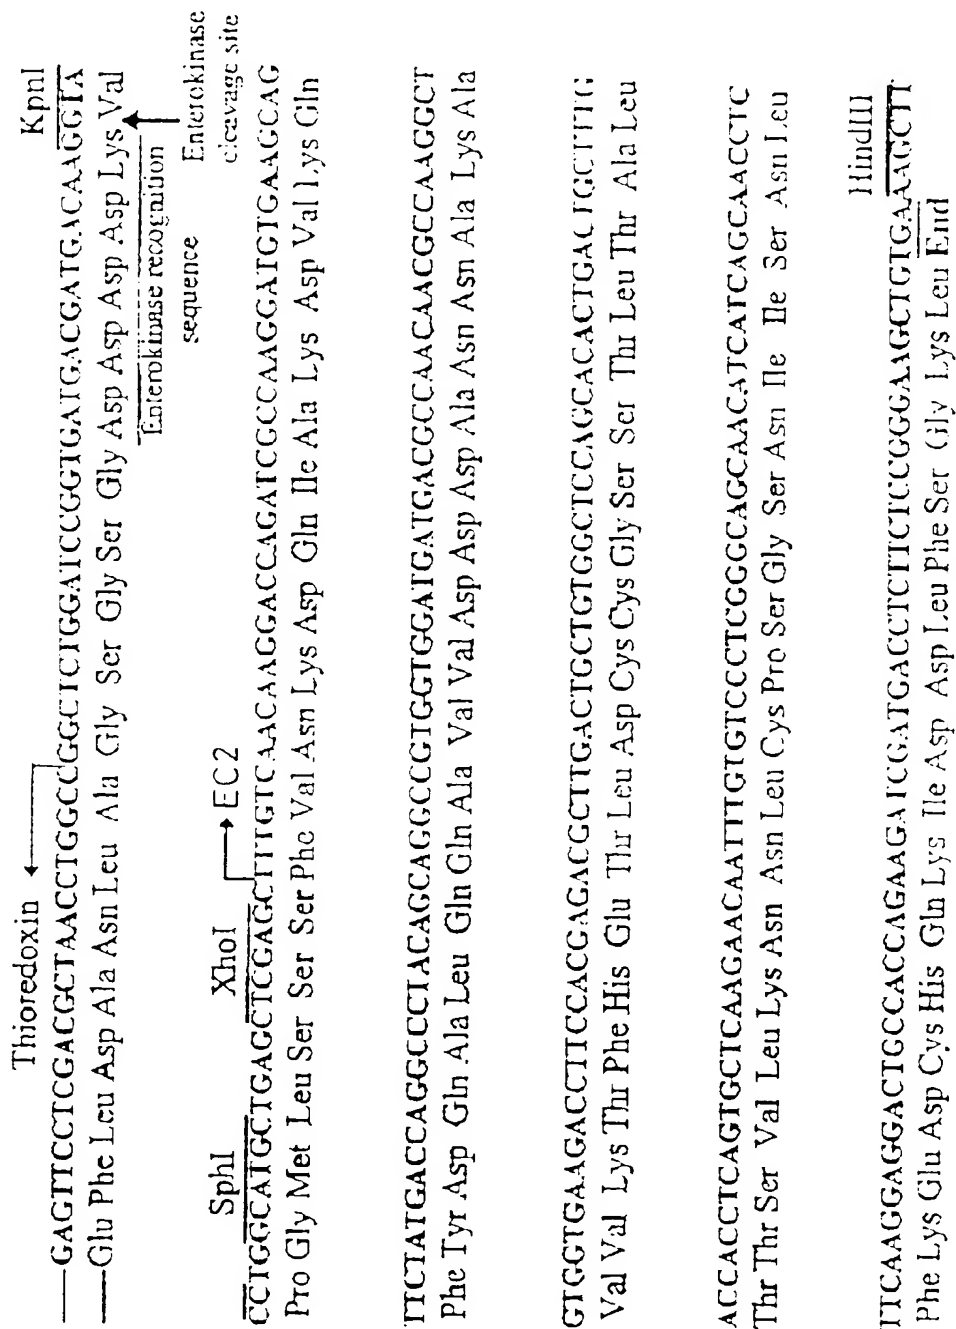 Thioredoxin KpnI
GAGTTCCTCGACGCTAACCTGGCCGGCTCTGGATCCGGTGATGACGATGACAAGGTA
Glu Phe Leu Asp Ala Asn Leu Ala Gly Ser Gly Ser Gly Asp Asp Asp Asp Lys Val
Enterokinase recognition
sequence
Enterokinase
cleavage site
SphI XhoI EC2
CCTGGCATGCTGAGCTCGAGCTTTGTCAACAAGGACCAGATCGCCAAGGATGTGAAGCAG
Pro Gly Met Leu Ser Ser Ser Phe Val Asn Lys Asp Gln Ile Ala Lys Asp Val Lys Gln
TTCTATGACCAGGCCCTACAGCAGGCCGTGGTGGATGATGACGCCAACAACGCCAAGGCT
Phe Tyr Asp Gln Ala Leu Gln Gln Ala Val Val Asp Asp Asp Ala Asn Asn Ala Lys Ala
GTGGTGAAGACCTTCCACGAGACGCTTGACTGCTGTGGCTCCAGCACACTGACTGCTTTG
Val Val Lys Thr Phe His Glu Thr Leu Asp Cys Cys Gly Ser Ser Thr Leu Thr Ala Leu
ACCACCTCAGTGCTCAAGAACAATTTGTGTCCCTCGGGCAGCAACATCATCAGCAACCTC
Thr Thr Ser Val Leu Lys Asn Asn Leu Cys Pro Ser Gly Ser Asn Ile Ile Ser Asn Leu
HindIII
TTCAAGGAGGACTGCCACCAGAAGATCGATGACCTCTTCTCCGGGAAGCTGTGAAAGCTT
Phe Lys Glu Asp Cys His Gln Lys Ile Asp Asp Leu Phe Ser Gly Lys Leu End